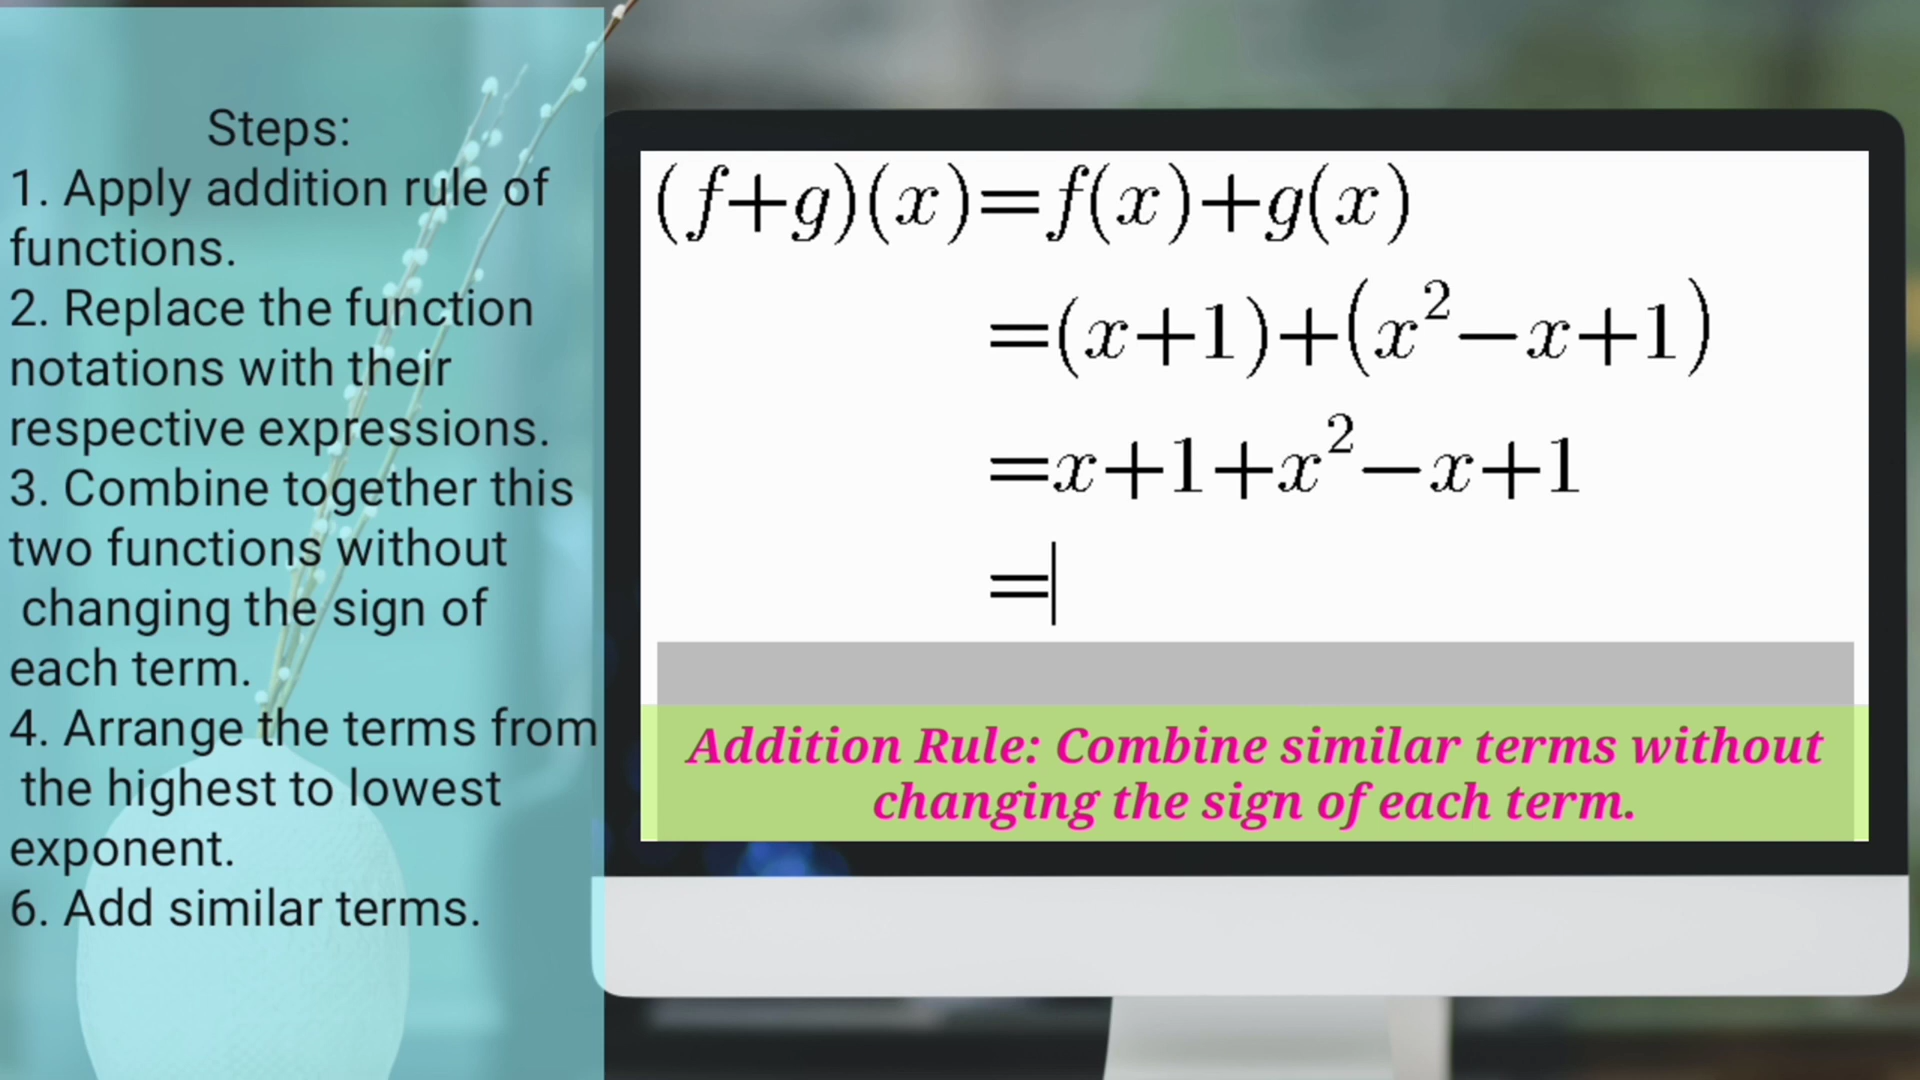 Steps:
1. Apply addition rule of
functions.
2. Replace the function
notations with their
respective expressions.
3. Combine together this
two functions without
changing the sign of
each term.
4. Arrange the terms from
the highest to lowest
exponent.
6. Add similar terms.
(f+g)(x)=f(x)+g(x)
=(x+1)+(x²−x+1)
=x+1+x²−x+1
=
Addition Rule: Combine similar terms without
changing the sign of each term.